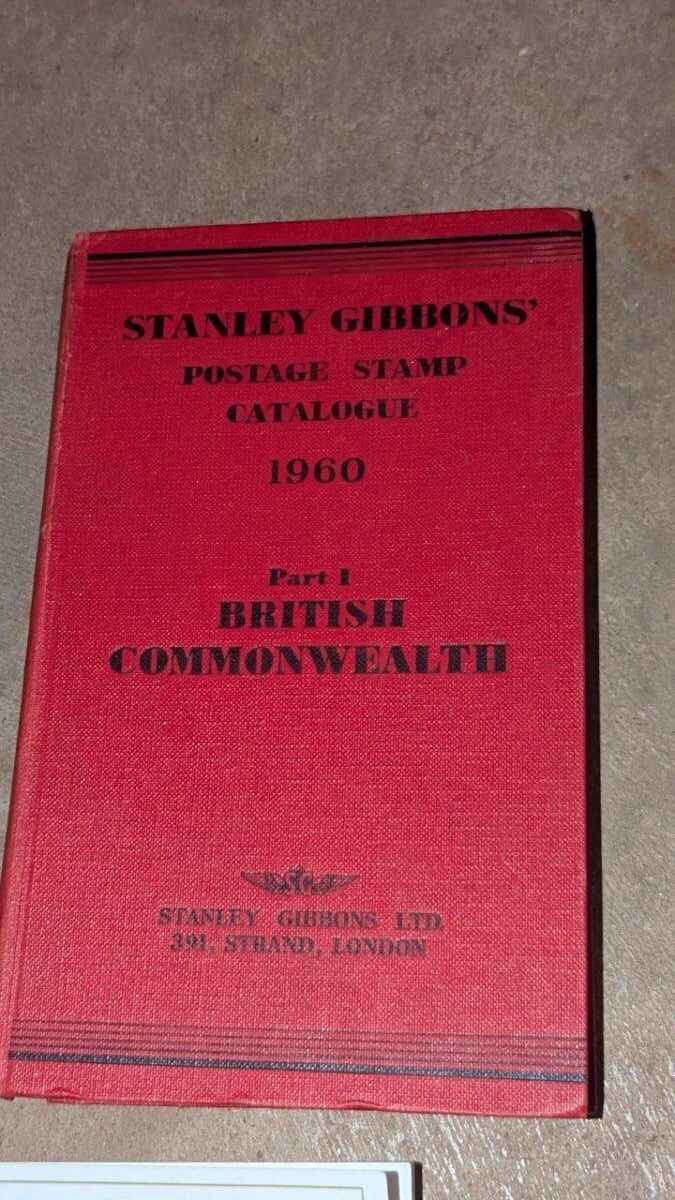 STANLEY GIBBONS'
POSTAGE STAMP
CATALOGUE
1960
Part 1
BRITISH
COMMONWEALTH
STANLEY GIBBONS LTD.
391, STRAND, LONDON